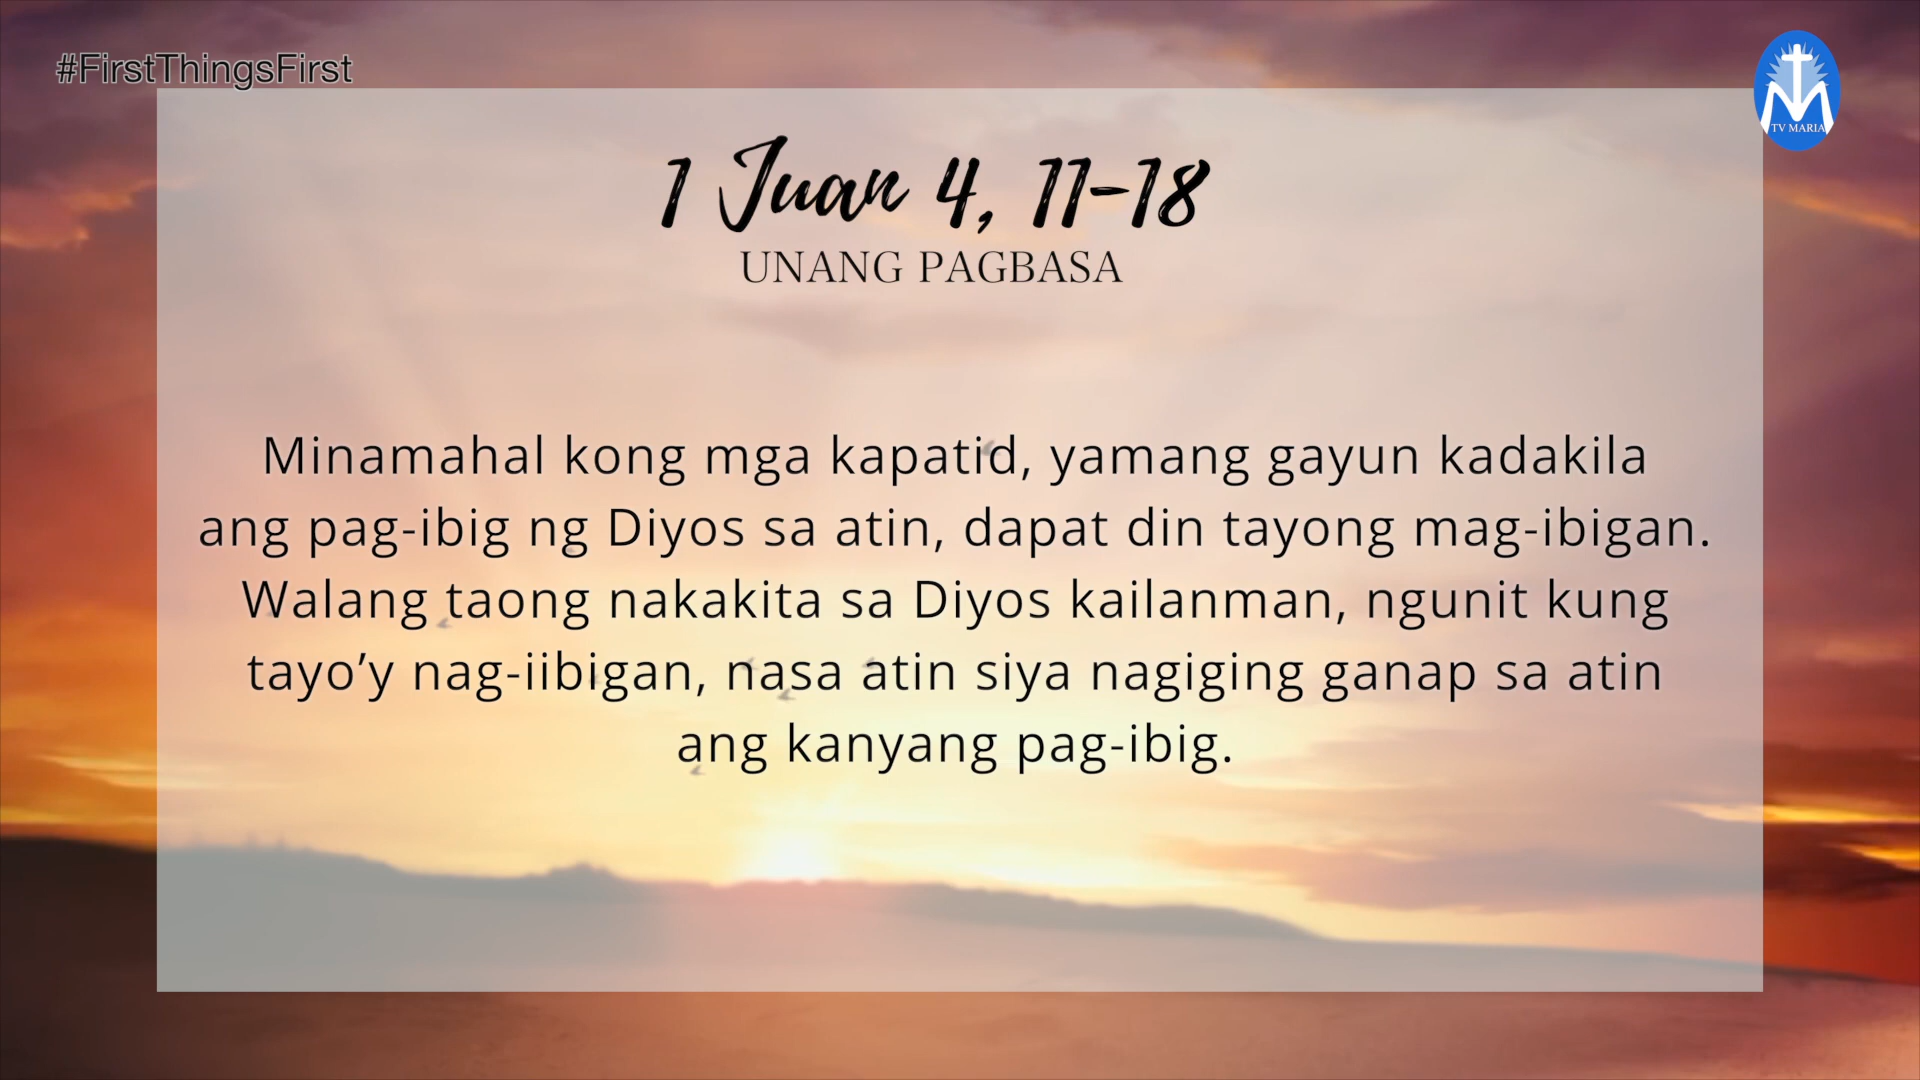 #FirstThingsFirst
TV MARIA
1 Juan 4, 11-18
UNANG PAGBASA
Minamahal kong mga kapatid, yamang gayun kadakila
ang pag-ibig ng Diyos sa atin, dapat din tayong mag-ibigan.
Walang taong nakakita sa Diyos kailanman, ngunit kung
tayo’y nag-iibigan, nasa atin siya nagiging ganap sa atin
ang kanyang pag-ibig.